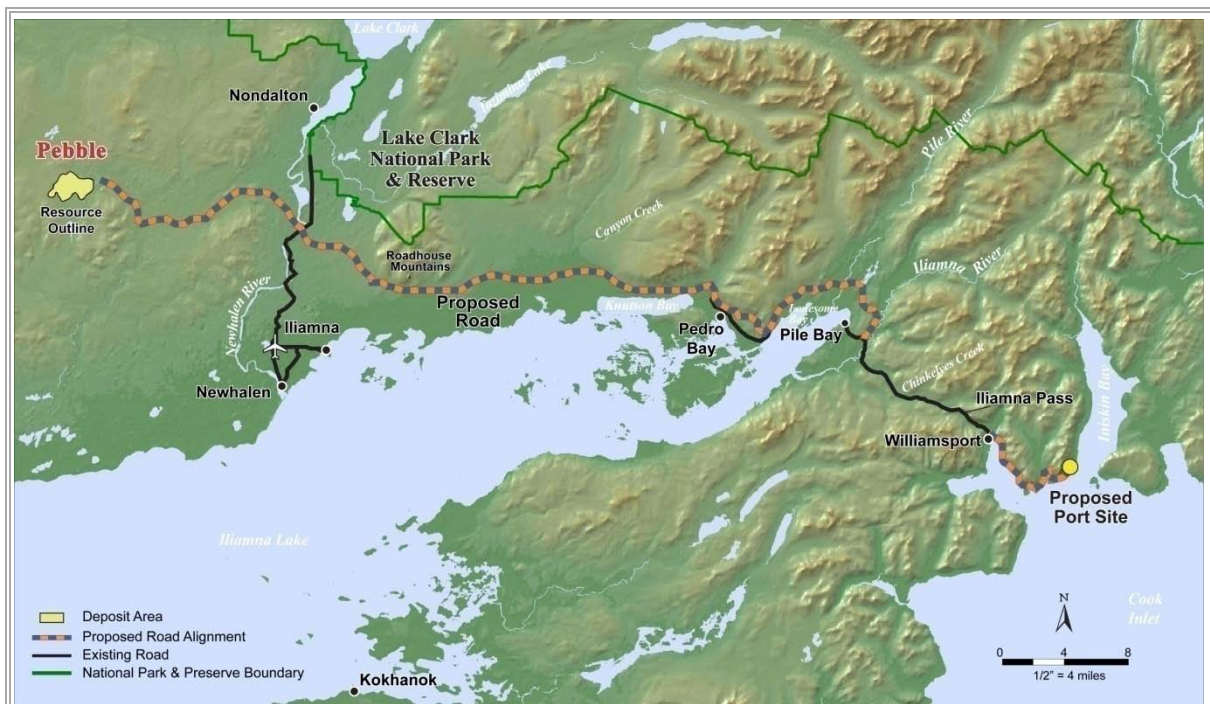 Lake Clark
Nondalton
Pebble
Resource
Outline
Lake Clark
National Park
& Reserve
Pile River
Canyon Creek
Roadhouse
Mountains
Iliamna
River
Newhalen River
Proposed
Road
Knutson Bay
Iliamna
Pedro
Bay
Pile Bay
Newhalen
Chinkelyes Creek
Iliamna Pass
Iniskin Bay
Williamsport
Proposed
Port Site
Iliamna Lake
Deposit Area
Proposed Road Alignment
Existing Road
National Park & Preserve Boundary
Kokhanok
N
0 4 8
1/2" = 4 miles
Cook
Inlet